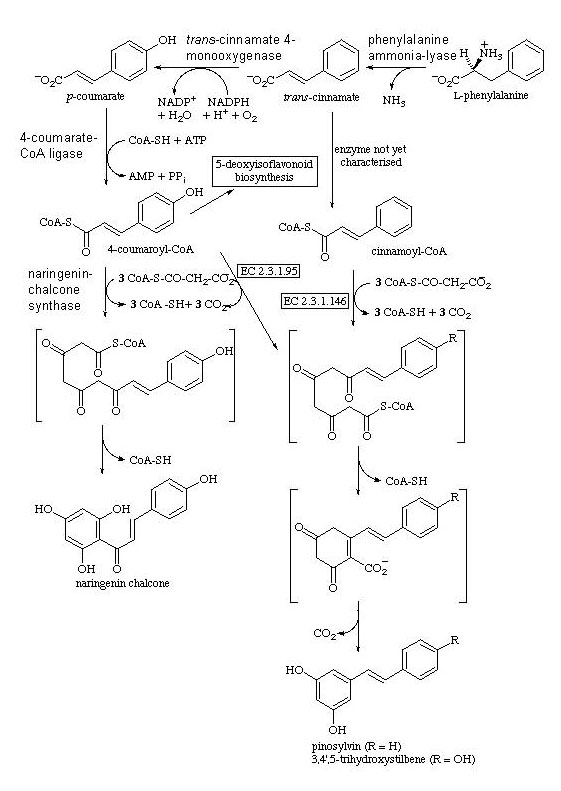 OH
trans-cinnamate 4-
monooxygenase
phenylalanine
ammonia-lyase
H
+
NH3
−O2C
p-coumarate
−O2C
trans-cinnamate
−O2C
L-phenylalanine
NADP+
+ H2O
NADPH
+ H+ + O2
NH3
4-coumarate-
CoA ligase
CoA-SH + ATP
AMP + PPi
5-deoxyisoflavonoid
biosynthesis
enzyme not yet
characterised
OH
CoA-S
O
4-coumaroyl-CoA
CoA-S
O
cinnamoyl-CoA
naringenin-
chalcone
synthase
3 CoA-S-CO-CH2-CO2−
3 CoA -SH+ 3 CO2
EC 2.3.1.95
EC 2.3.1.146
3 CoA-S-CO-CH2-CO2−
3 CoA-SH + 3 CO2
O
S-CoA
O
OH
O
O
R
O
O
S-CoA
O
O
CoA-SH
CoA-SH
OH
HO
OH
OH
O
naringenin chalcone
R
O
O
CO2−
CO2
R
HO
OH
pinosylvin (R = H)
3,4',5-trihydroxystilbene (R = OH)